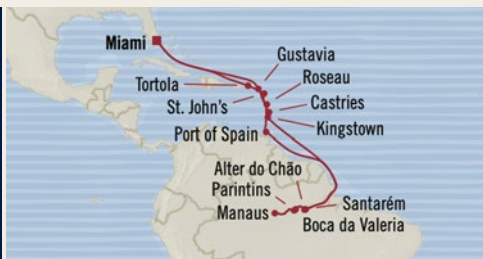 Miami
Gustavia
Roseau
Tortola
St. John's
Castries
Kingstown
Port of Spain
Alter do Chão
Parintins
Santarém
Manaus
Boca da Valeria